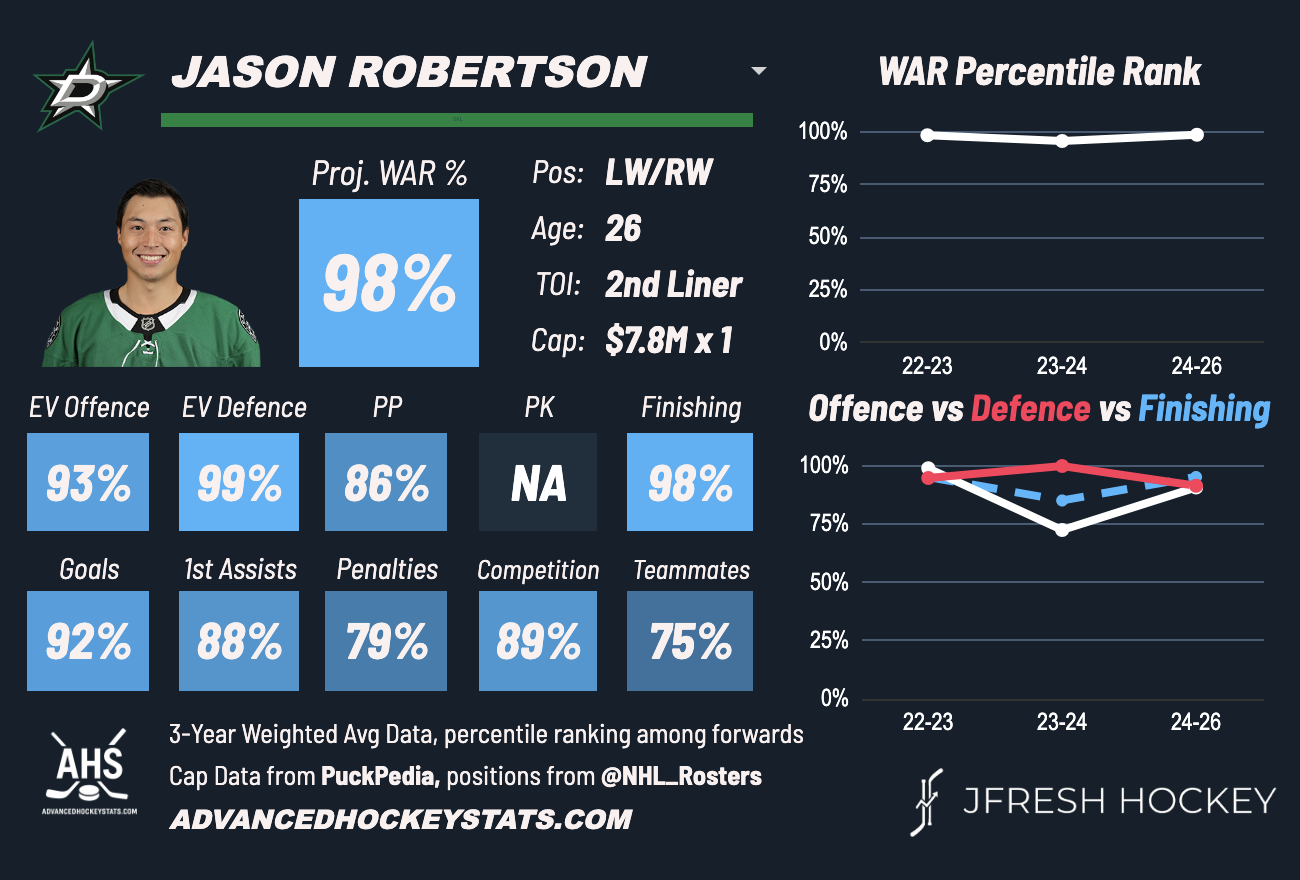 JASON ROBERTSON
DAL
Proj. WAR %
98%
Pos: LW/RW
Age: 26
TOI: 2nd Liner
Cap: $7.8M x 1
EV Offence EV Defence PP PK Finishing
93% 99% 86% NA 98%
Goals 1st Assists Penalties Competition Teammates
92% 88% 79% 89% 75%
AHS
ADVANCEDHOCKEYSTATS.COM
3-Year Weighted Avg Data, percentile ranking among forwards
Cap Data from PuckPedia, positions from @NHL_Rosters
ADVANCEDHOCKEYSTATS.COM
WAR Percentile Rank
100%
75%
50%
25%
0%
22-23 23-24 24-26
Offence vs Defence vs Finishing
100%
75%
50%
25%
0%
22-23 23-24 24-26
JFRESH HOCKEY